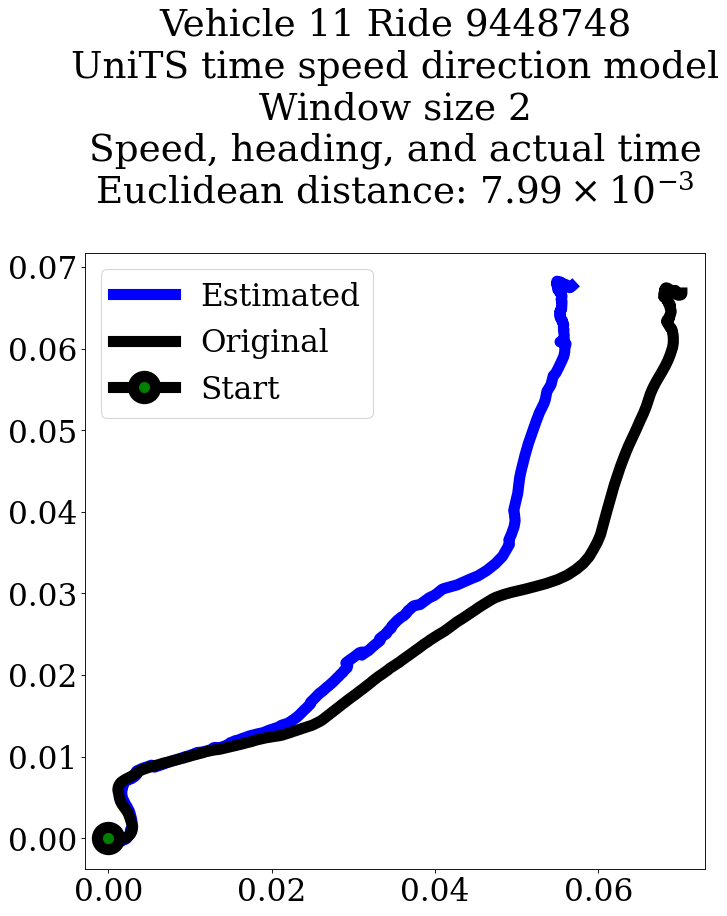 Vehicle 11 Ride 9448748
UniTS time speed direction model
Window size 2
Speed, heading, and actual time
Euclidean distance: 7.99 × 10⁻³
0.07
0.06
0.05
0.04
0.03
0.02
0.01
0.00
Estimated
Original
Start
0.00 0.02 0.04 0.06